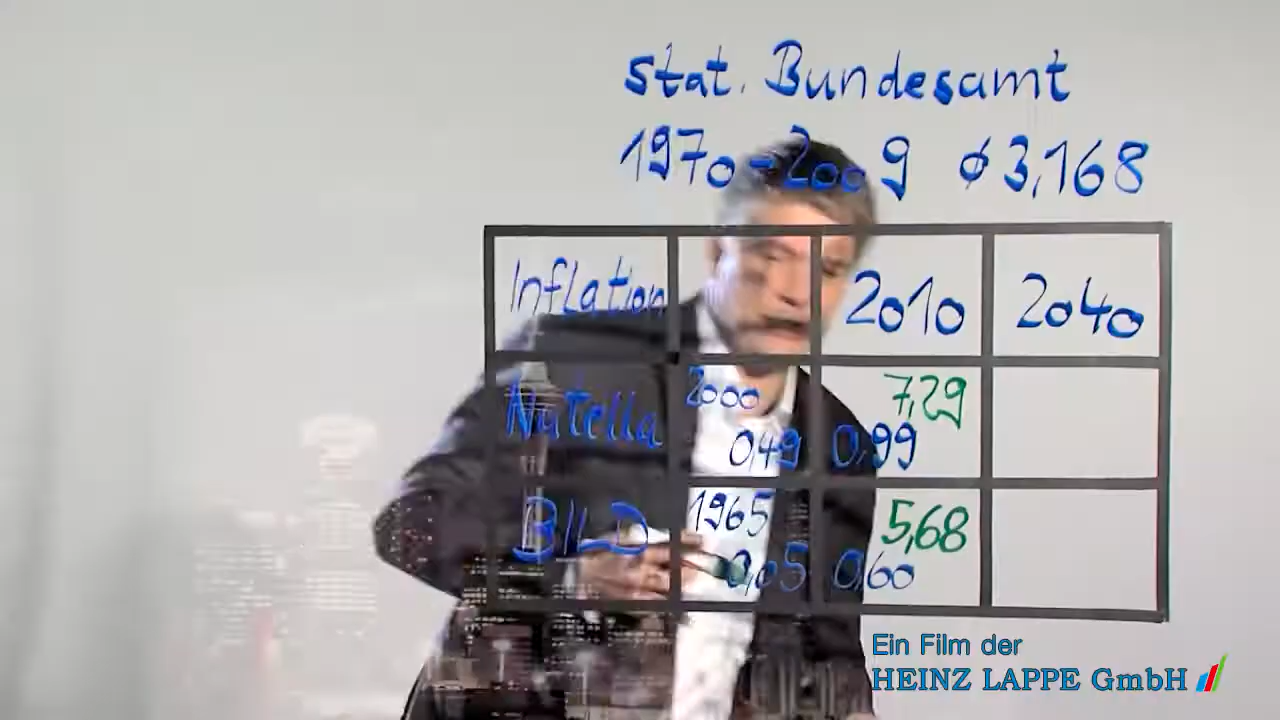 stat. Bundesamt
1970-2009 ø 3,168
Inflation 2010 2040
Nutella 2000 0,49 7,29 0,99
BILD 1965 0,05 5,68 0,60
Ein Film der
HEINZ LAPPE GmbH